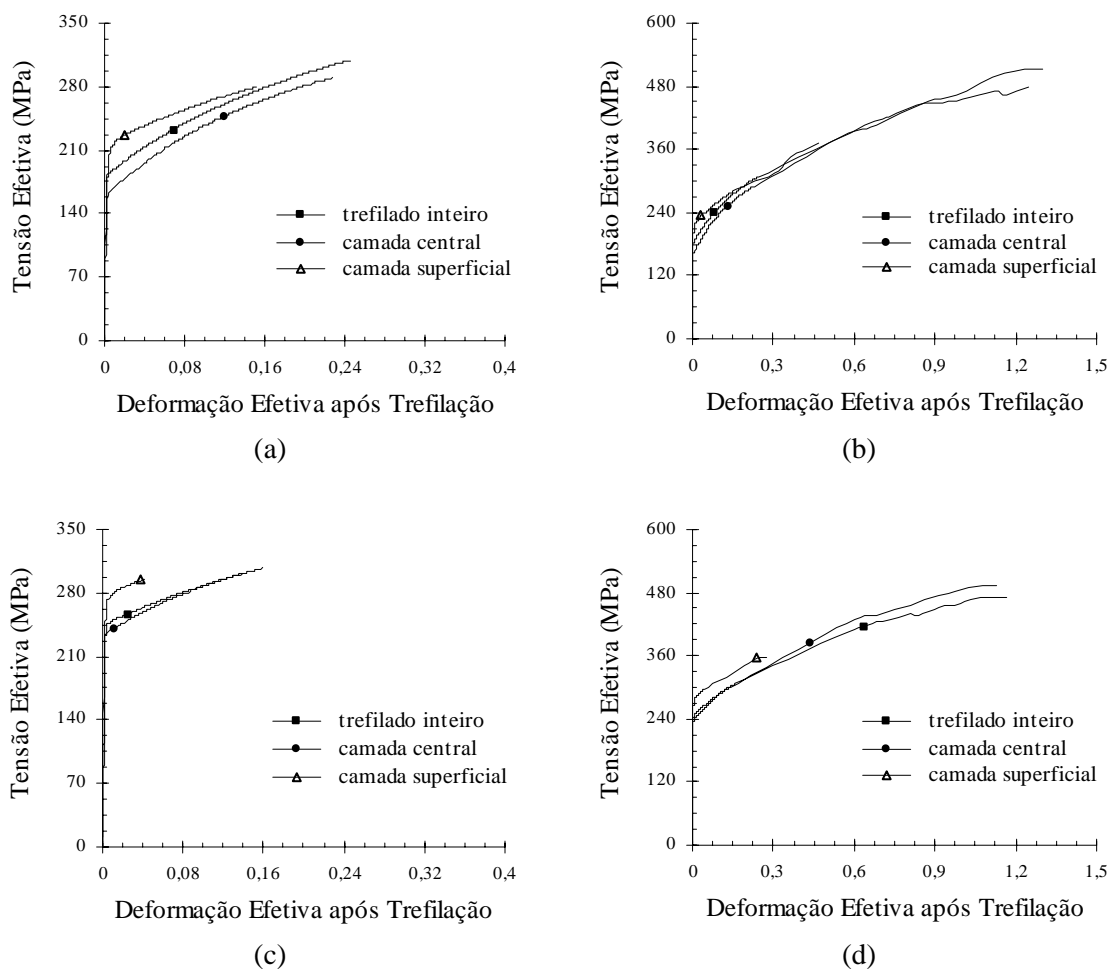 Tensão Efetiva (MPa)
350
280
210
140
70
0
trefilado inteiro
camada central
camada superficial
0 0,08 0,16 0,24 0,32 0,4
Deformação Efetiva após Trefilação
(a)
Tensão Efetiva (MPa)
600
480
360
240
120
0
trefilado inteiro
camada central
camada superficial
0 0,3 0,6 0,9 1,2 1,5
Deformação Efetiva após Trefilação
(b)
Tensão Efetiva (MPa)
350
280
210
140
70
0
trefilado inteiro
camada central
camada superficial
0 0,08 0,16 0,24 0,32 0,4
Deformação Efetiva após Trefilação
(c)
Tensão Efetiva (MPa)
600
480
360
240
120
0
trefilado inteiro
camada central
camada superficial
0 0,3 0,6 0,9 1,2 1,5
Deformação Efetiva após Trefilação
(d)